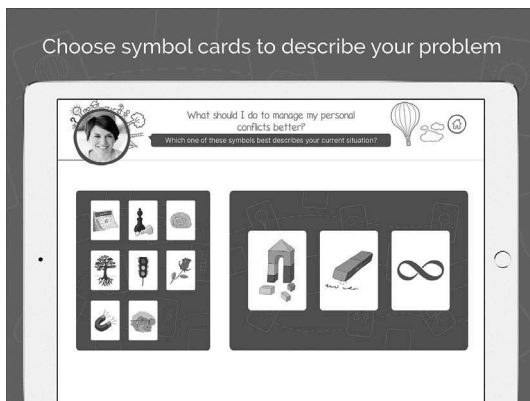 Choose symbol cards to describe your problem
What should I do to manage my personal
conflicts better?
Which one of these symbols best describes your current situation?